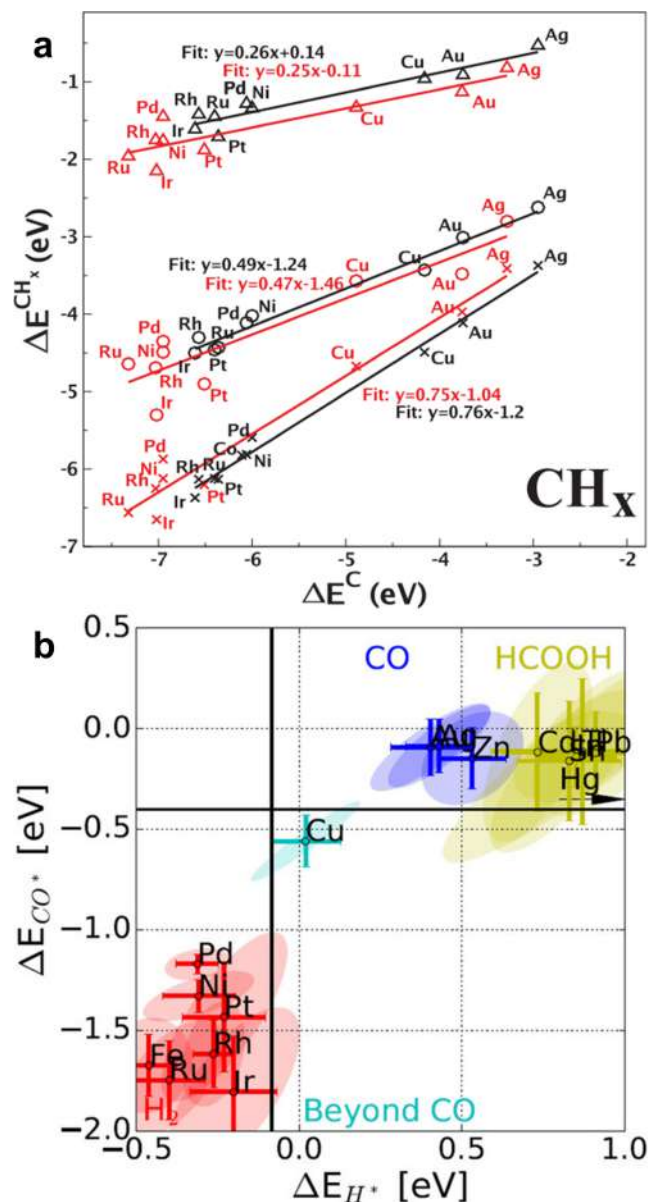 a
Fit: y=0.26x+0.14
Fit: y=0.25x-0.11
Ag
Au
Cu
Ag
Au
Cu
Pd
Ni
Rh
Ru
Ir
Pt
Pd
Rh
Ni
Ru
Ir
Pt
-1
-2
-3
-4
-5
-6
-7
ΔE^CHx (eV)
Fit: y=0.49x-1.24
Fit: y=0.47x-1.46
Ag
Ag
Au
Cu
Cu
Au
Rh
Pd
Ni
Ru
Ir
Pt
Pd
Ru
Ni
Rh
Ir
Pt
Ag
Ag
Au
Au
Cu
Cu
Fit: y=0.75x-1.04
Fit: y=0.76x-1.2
Pd
Co
Rh
Ru
Ni
Ir
Pt
Pd
Ni
Rh
Ru
Pt
Ir
CHx
-7 -6 -5 -4 -3 -2
ΔE^C (eV)
b
0.5
0.0
−0.5
−1.0
−1.5
−2.0
ΔE_CO* [eV]
CO
HCOOH
Zn
Cd
Pb
Hg
Cu
Pd
Ni
Pt
Fe
Rh
Ru
Ir
H₂
Beyond CO
-0.5 0.0 0.5 1.0
ΔE_H* [eV]